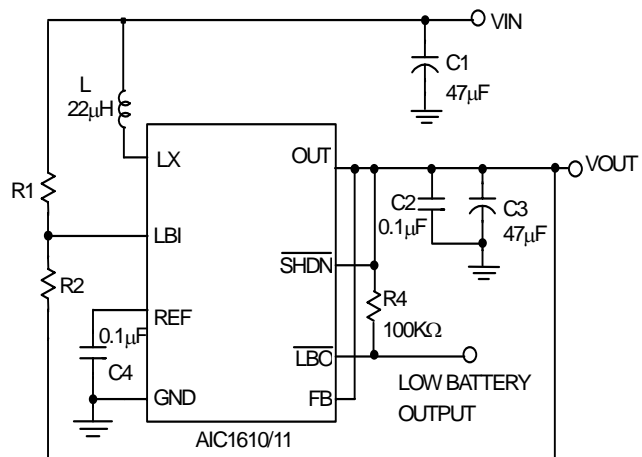 VIN
C1
47µF
L
22µH
LX
OUT
VOUT
R1
C2
0.1µF
C3
47µF
LBI
SHDN
R2
R4
100KΩ
REF
0.1µF
C4
LBO
LOW BATTERY
OUTPUT
GND
FB
AIC1610/11